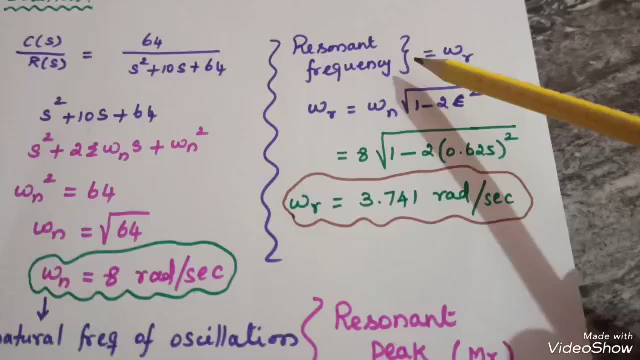 C(S)
R(S)
=
64
s²+10s+64
s²+10s+64
s²+2ξωn s+ωn²
ωn² = 64
ωn = √64
ωn = 8 rad/sec
natural freq of oscillations
Resonant
frequency } = ωr
ωr = ωn √1-2ξ²
= 8 √1-2(0.625)²
ωr = 3.741 rad/sec
Resonant
Peak (Mr)
Made with
VideoShow